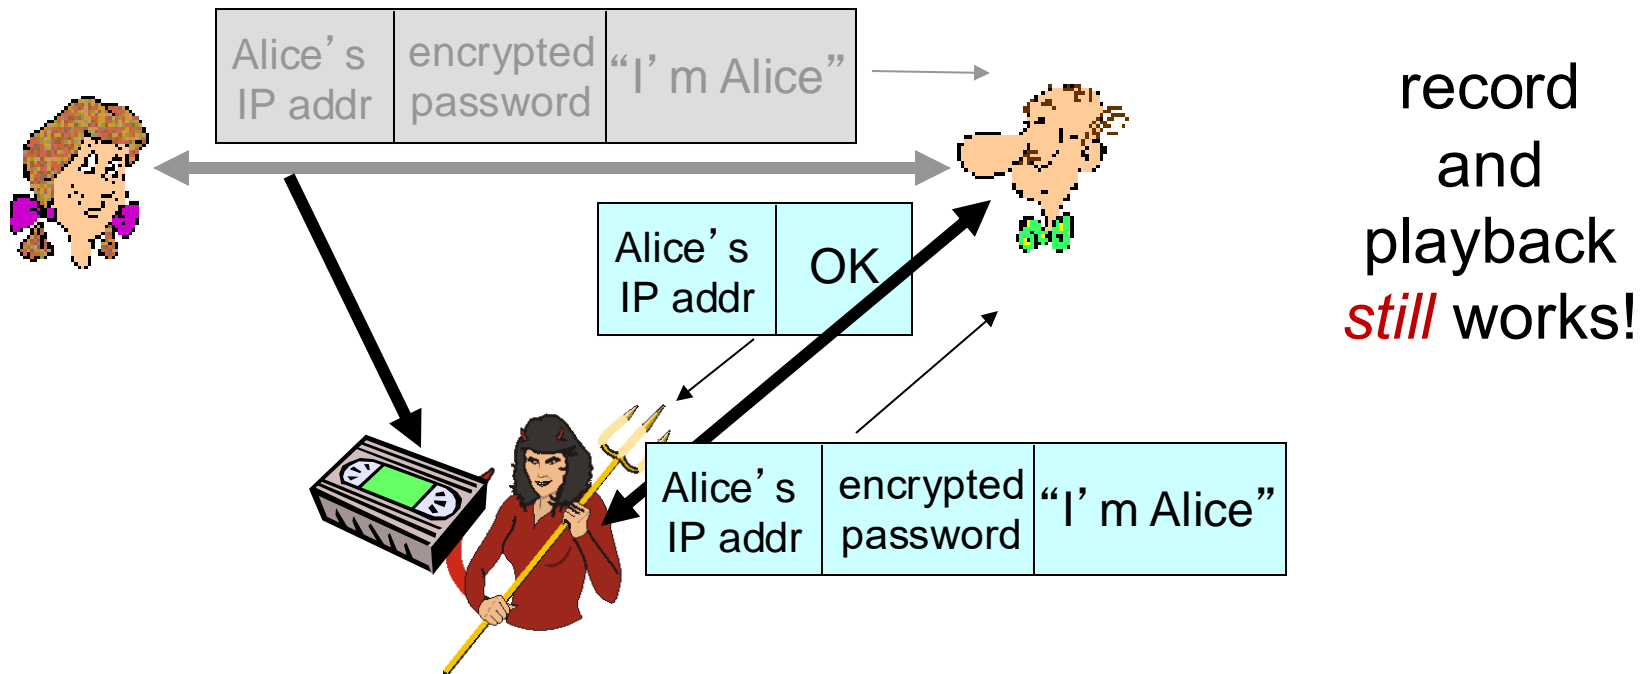 Alice’s
IP addr
encrypted
password
“I’m Alice”
record
and
playback
still works!
Alice’s
IP addr
OK
Alice’s
IP addr
encrypted
password
“I’m Alice”